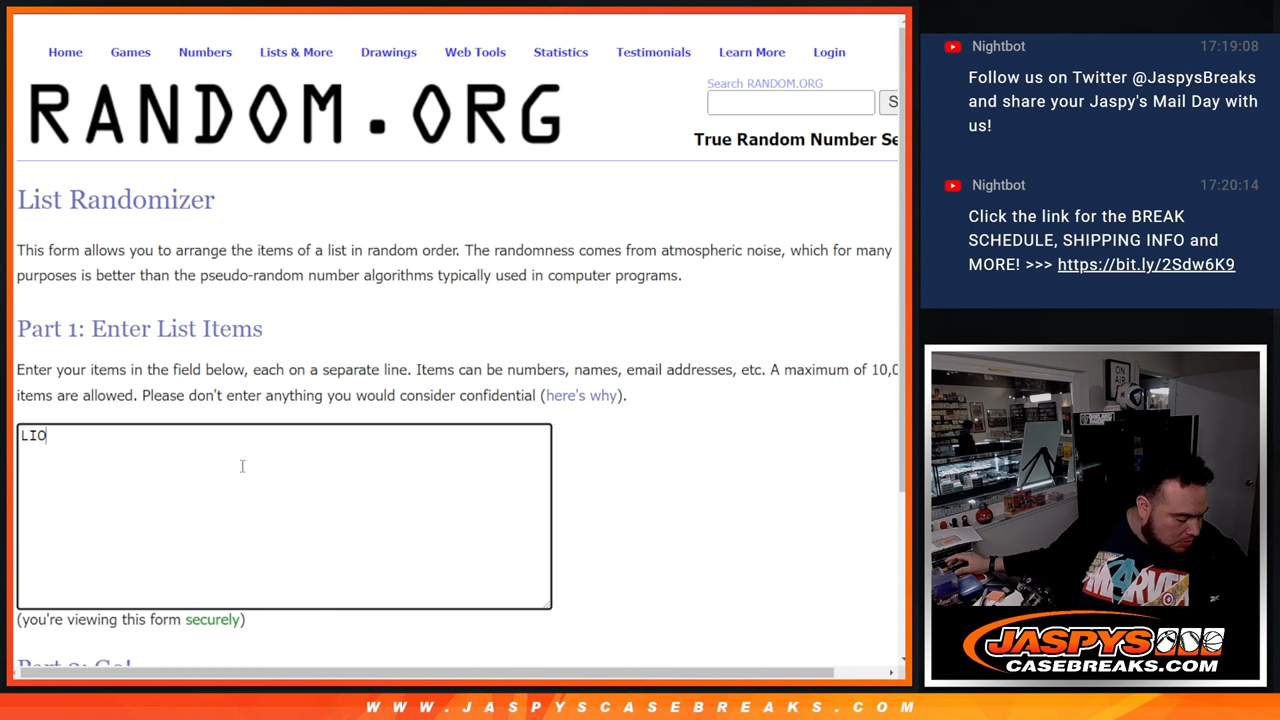 Home Games Numbers Lists & More Drawings Web Tools Statistics Testimonials Learn More Login
Search RANDOM.ORG
RANDOM.ORG
S
True Random Number Se
List Randomizer
This form allows you to arrange the items of a list in random order. The randomness comes from atmospheric noise, which for many
purposes is better than the pseudo-random number algorithms typically used in computer programs.
Part 1: Enter List Items
Enter your items in the field below, each on a separate line. Items can be numbers, names, email addresses, etc. A maximum of 10,0
items are allowed. Please don't enter anything you would consider confidential (here's why).
LIO
(you're viewing this form securely)
Part 2: Go!
Nightbot 17:19:08
Follow us on Twitter @JaspysBreaks
and share your Jaspy's Mail Day with
us!
Nightbot 17:20:14
Click the link for the BREAK
SCHEDULE, SHIPPING INFO and
MORE! >>> https://bit.ly/2Sdw6K9
ON
AIR
MARVEL
JASPYS
CASEBREAKS.COM
WWW.JASPYSCASEBREAKS.COM